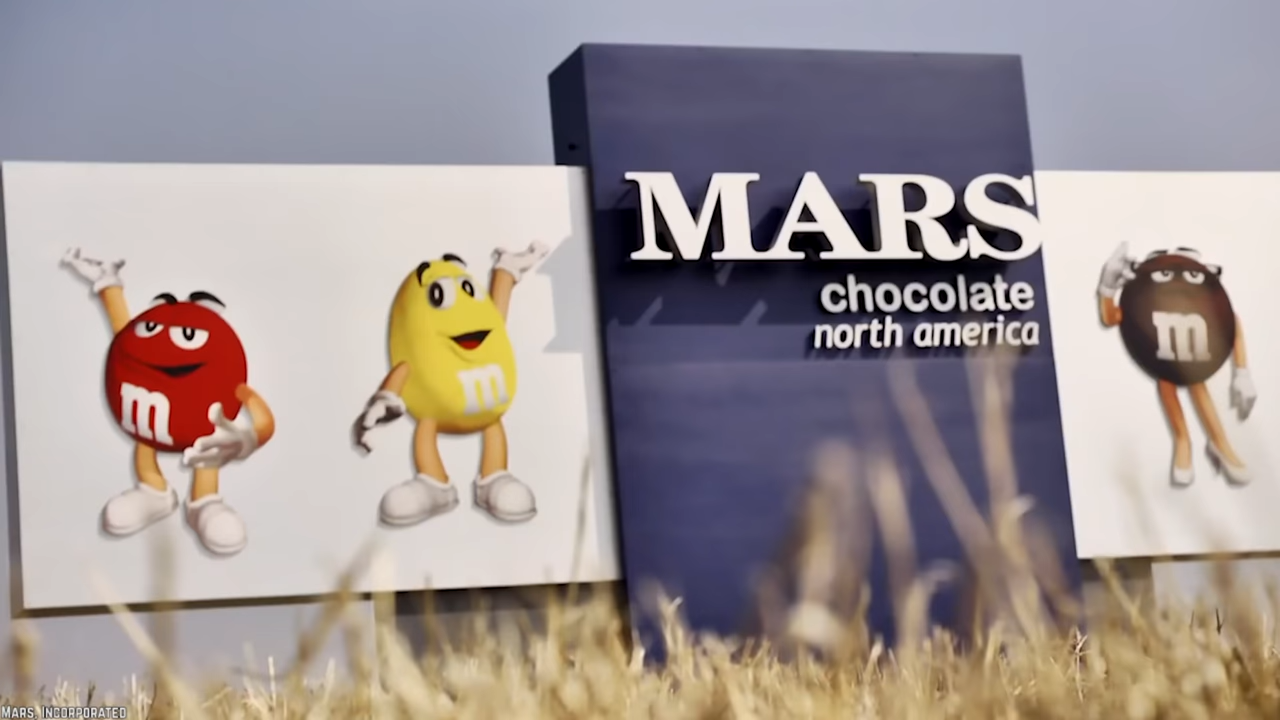 m
m
MARS
chocolate
north america
m
Mars, Incorporated